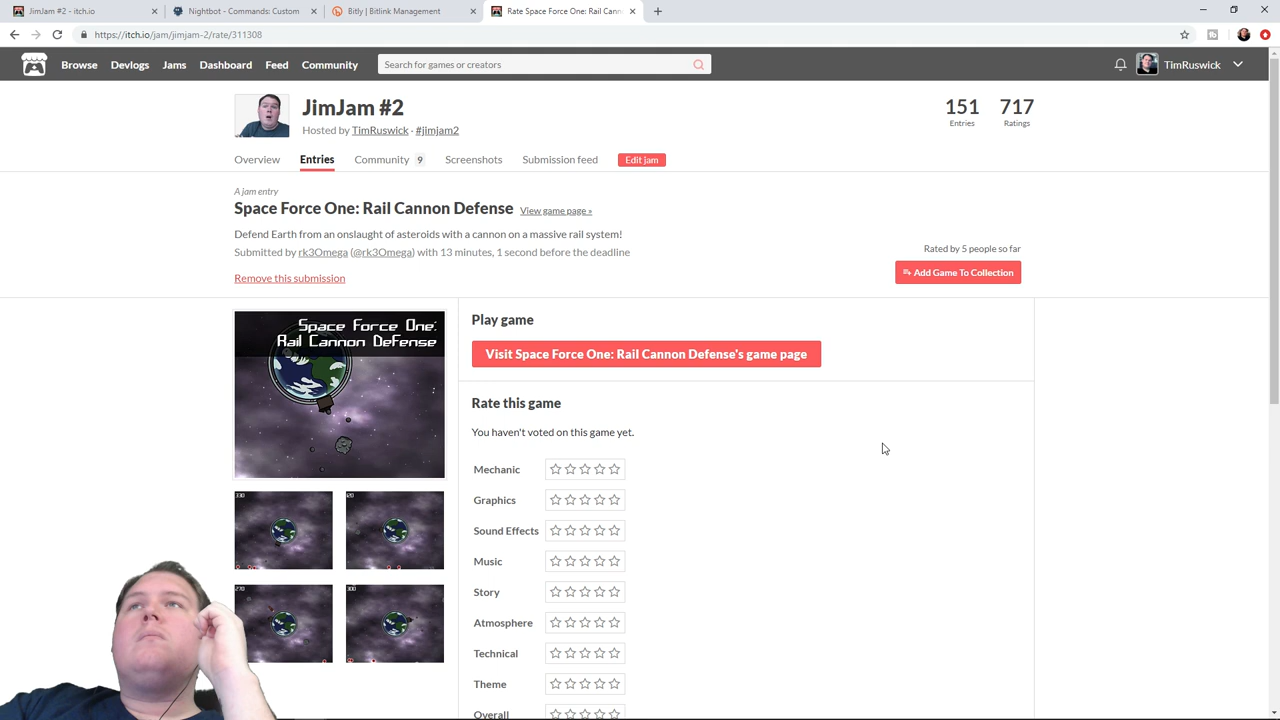 JimJam #2 - itch.io
Nightbot - Commands: Custom
Bitly | Bitlink Management
Rate Space Force One: Rail Cann
https://itch.io/jam/jimjam-2/rate/311308
Browse Devlogs Jams Dashboard Feed Community
Search for games or creators
TimRuswick
JimJam #2
Hosted by TimRuswick · #jimjam2
151 717
Entries Ratings
Overview Entries Community 9 Screenshots Submission feed Edit jam
A jam entry
Space Force One: Rail Cannon Defense View game page »
Defend Earth from an onslaught of asteroids with a cannon on a massive rail system!
Submitted by rk3Omega (@rk3Omega) with 13 minutes, 1 second before the deadline
Rated by 5 people so far
Add Game To Collection
Remove this submission
Space Force One:
Rail Cannon Defense
Play game
Visit Space Force One: Rail Cannon Defense's game page
Rate this game
You haven't voted on this game yet.
Mechanic
Graphics
Sound Effects
Music
Story
Atmosphere
Technical
Theme
Overall